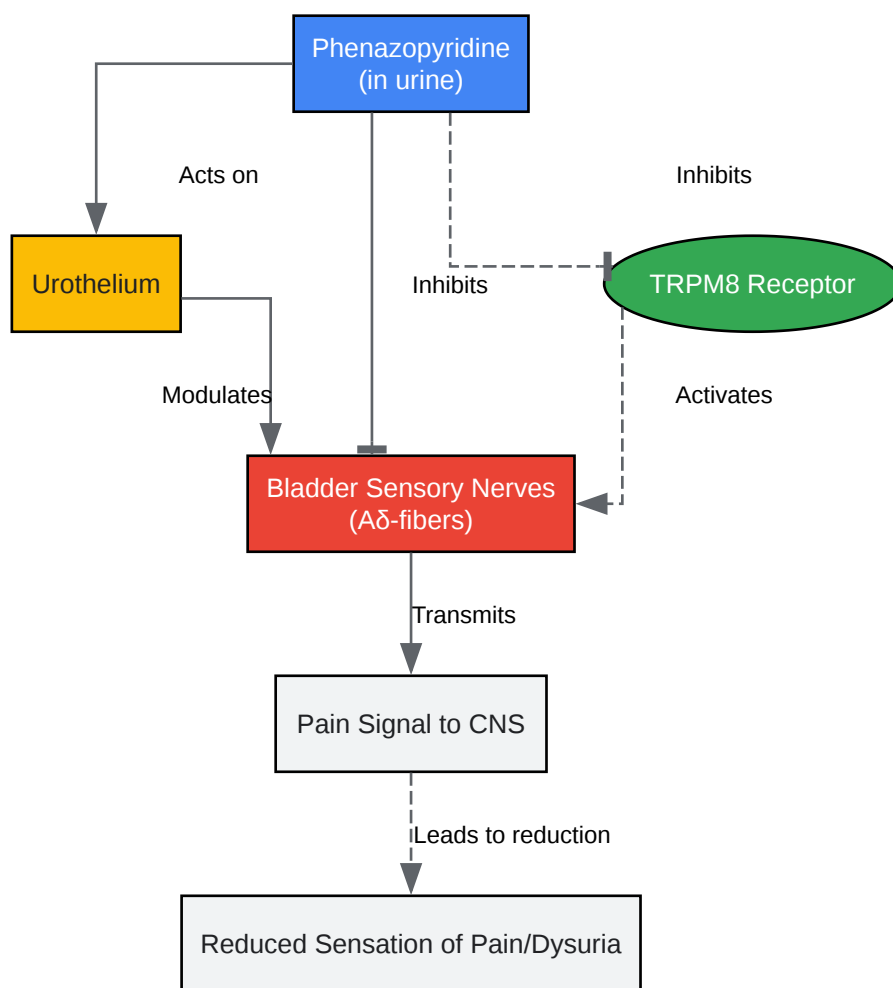 Phenazopyridine
(in urine)
Acts on
Inhibits
Urothelium
Inhibits
TRPM8 Receptor
Modulates
Activates
Bladder Sensory Nerves
(Aδ-fibers)
Transmits
Pain Signal to CNS
Leads to reduction
Reduced Sensation of Pain/Dysuria